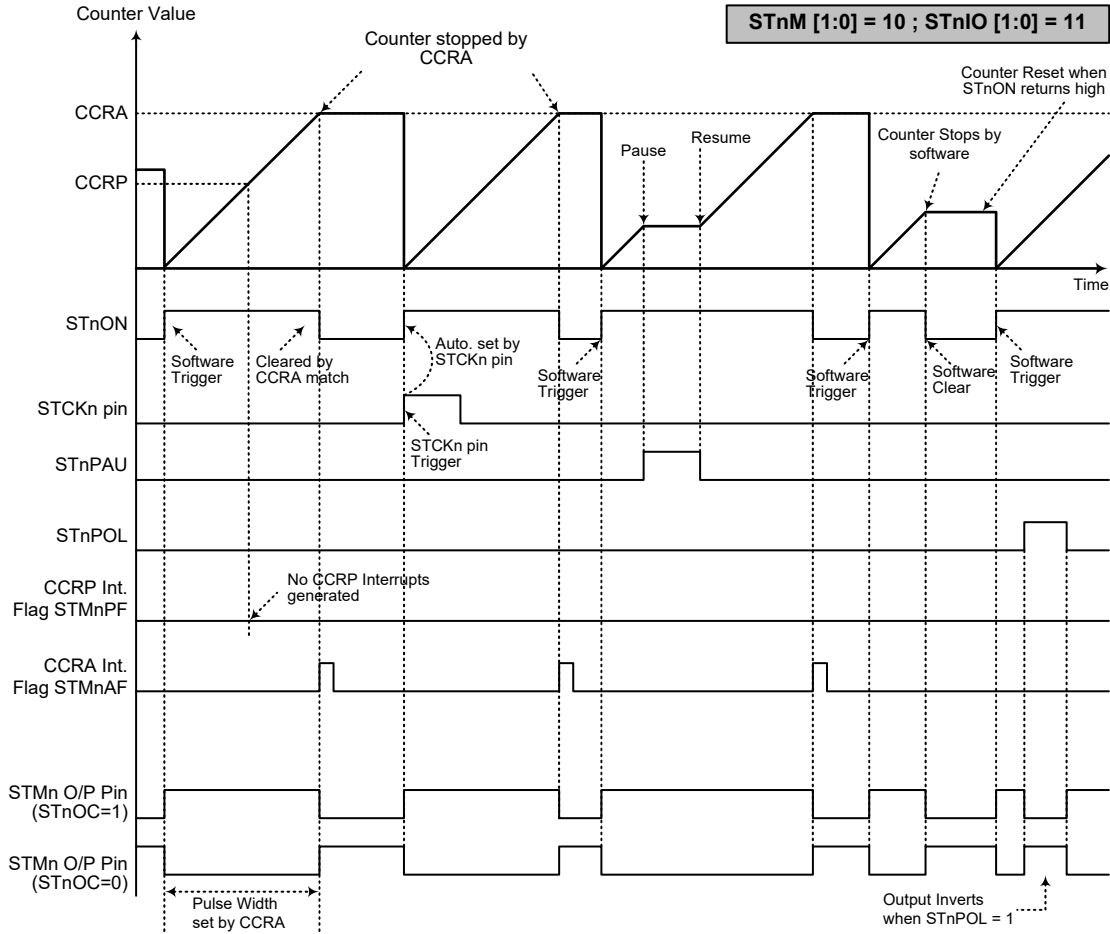 Counter Value
STnM [1:0] = 10 ; STnIO [1:0] = 11
Counter stopped by
CCRA
Counter Reset when
STnON returns high
CCRA
Pause
Resume
Counter Stops by
software
CCRP
Time
STnON
Software
Trigger
Cleared by
CCRA match
Auto. set by
STCKn pin
Software
Trigger
Software
Trigger
Software
Clear
Software
Trigger
STCKn pin
STCKn pin
Trigger
STnPAU
STnPOL
CCRP Int.
Flag STMnPF
No CCRP Interrupts
generated
CCRA Int.
Flag STMnAF
STMn O/P Pin
(STnOC=1)
STMn O/P Pin
(STnOC=0)
Pulse Width
set by CCRA
Output Inverts
when STnPOL = 1